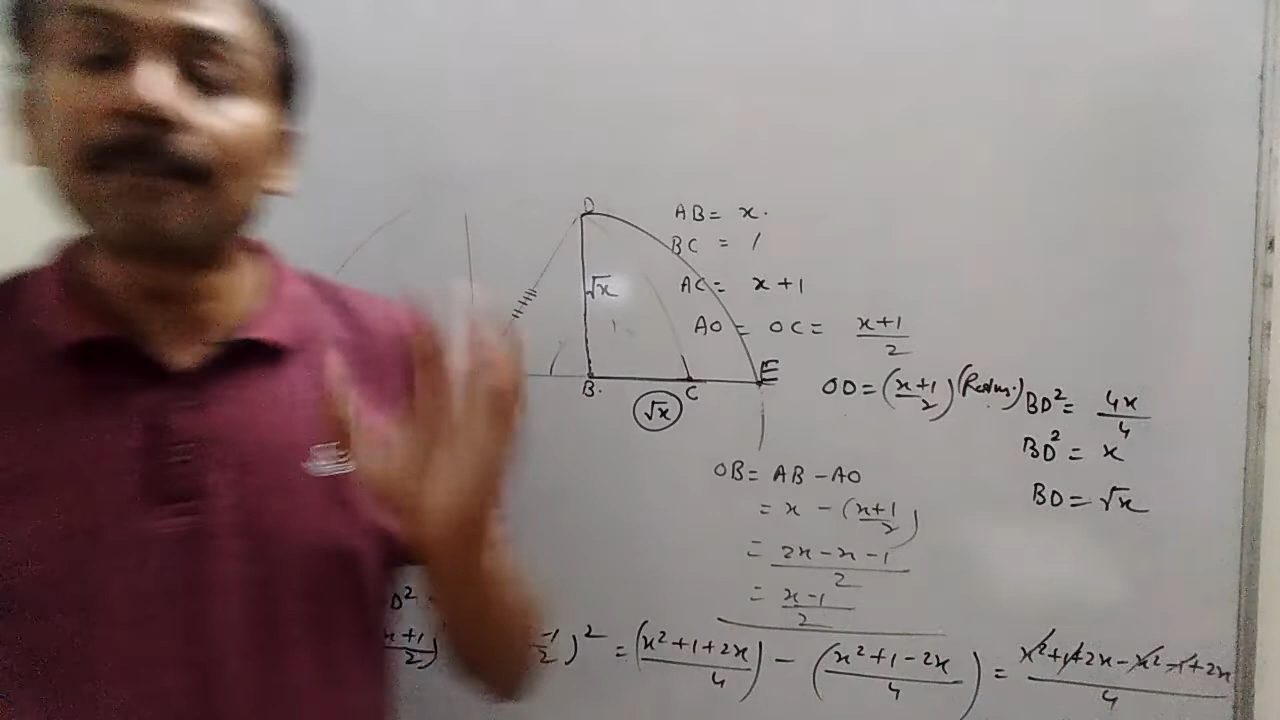 D
√x
B.
C
E
√x
AB = x.
BC = 1
AC = x + 1
AO = OC = (x+1)/2
OD = ((x+1)/2)
BD² = 4x/4
BD² = x
BD = √x
OB = AB - AO
= x - ((x+1)/2)
= (2x - x - 1)/2
= (x - 1)/2
D²
x+1)/2) -1/2)² = ((x² + 1 + 2x)/4) - ((x² + 1 - 2x)/4) = (x² + 1 + 2x - x² - 1 + 2x)/4